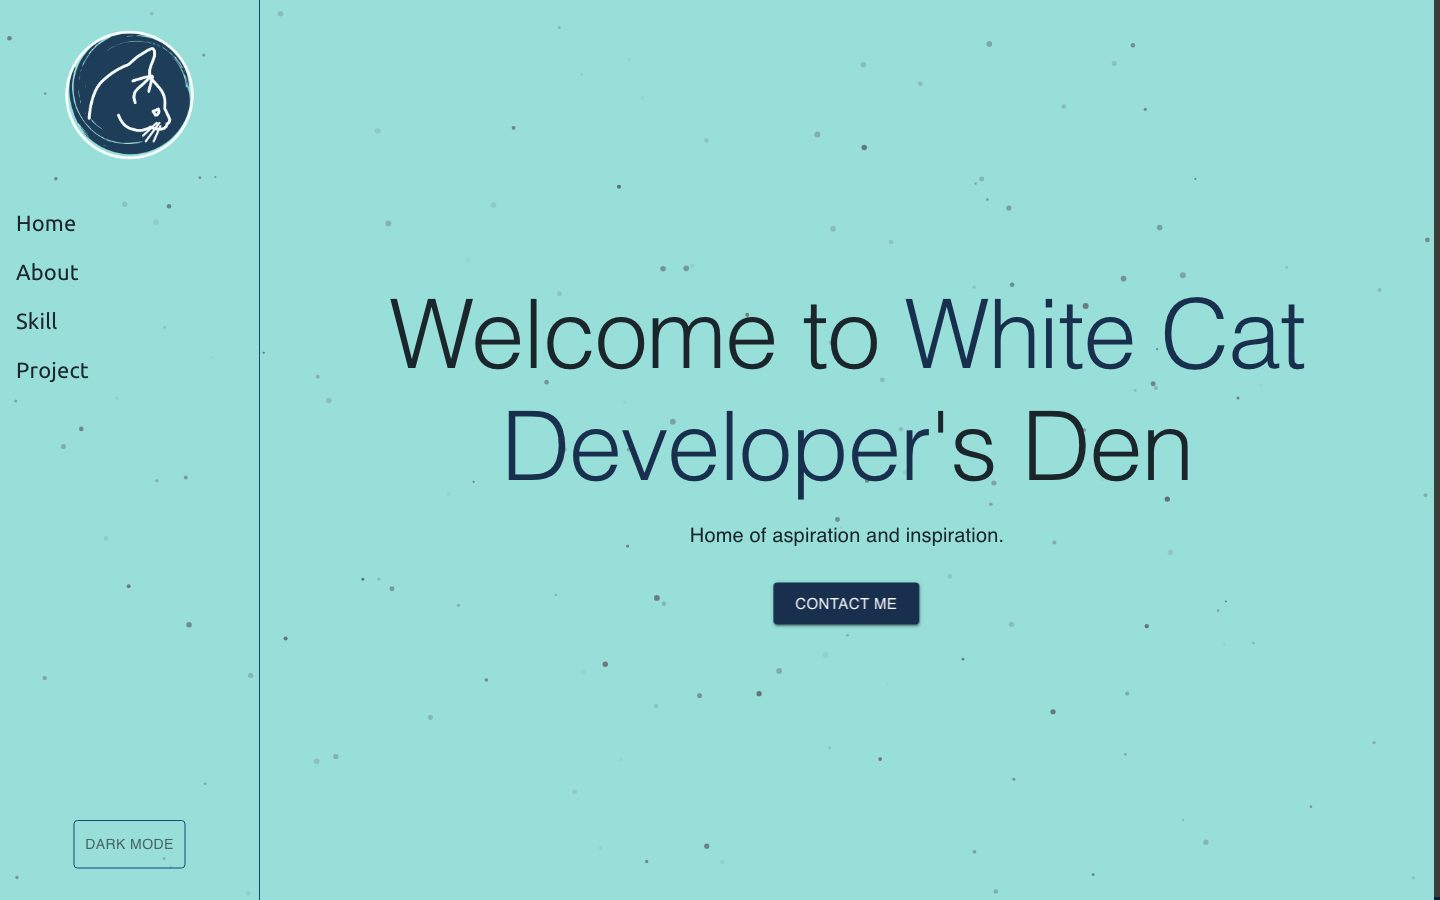 Home
About
Skill
Project
Welcome to White Cat
Developer's Den
Home of aspiration and inspiration.
CONTACT ME
DARK MODE